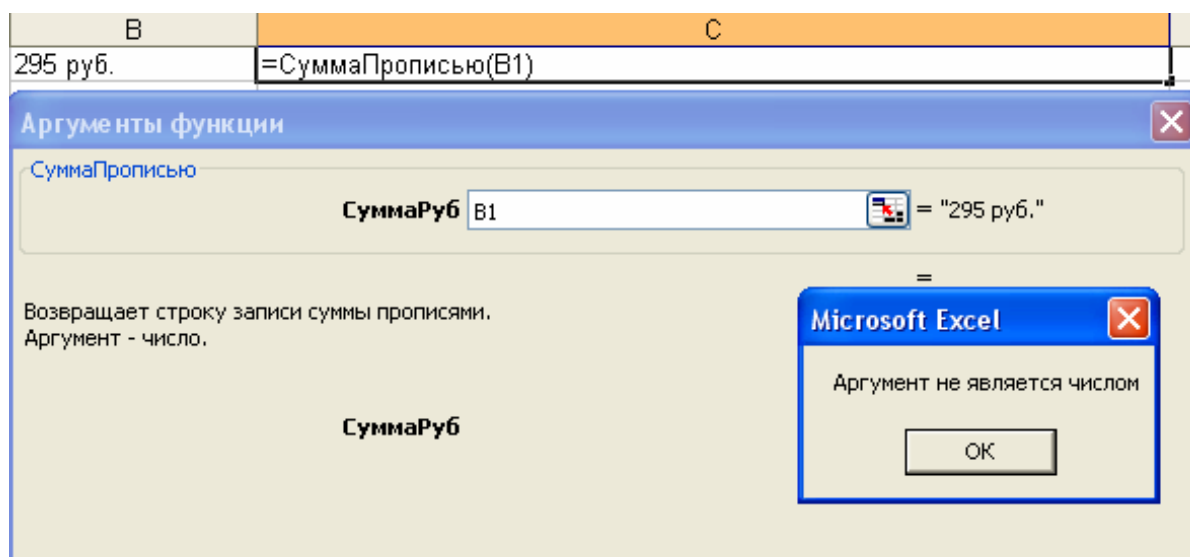 B C
295 руб. =СуммаПрописью(B1)
Аргументы функции
СуммаПрописью
СуммаРуб B1 = "295 руб."
=
Возвращает строку записи суммы прописями.
Аргумент - число.
СуммаРуб
Microsoft Excel
Аргумент не является числом
ОК